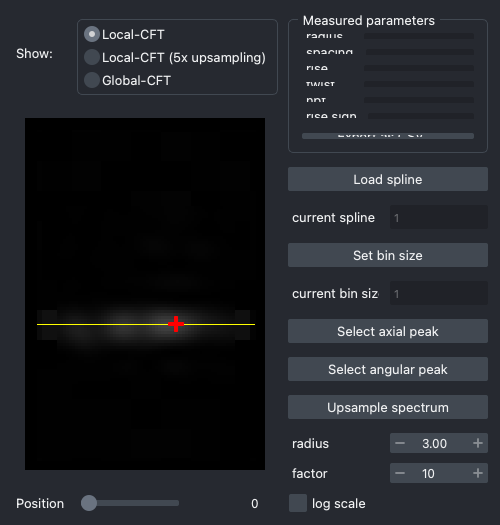 Show:
Local-CFT
Local-CFT (5x upsampling)
Global-CFT
Measured parameters
radius
spacing
rise
twist
npf
rise sign
Load spline
current spline
1
Set bin size
current bin siz
1
Select axial peak
Select angular peak
Upsample spectrum
radius
− 3.00 +
factor
− 10 +
Position
0
log scale